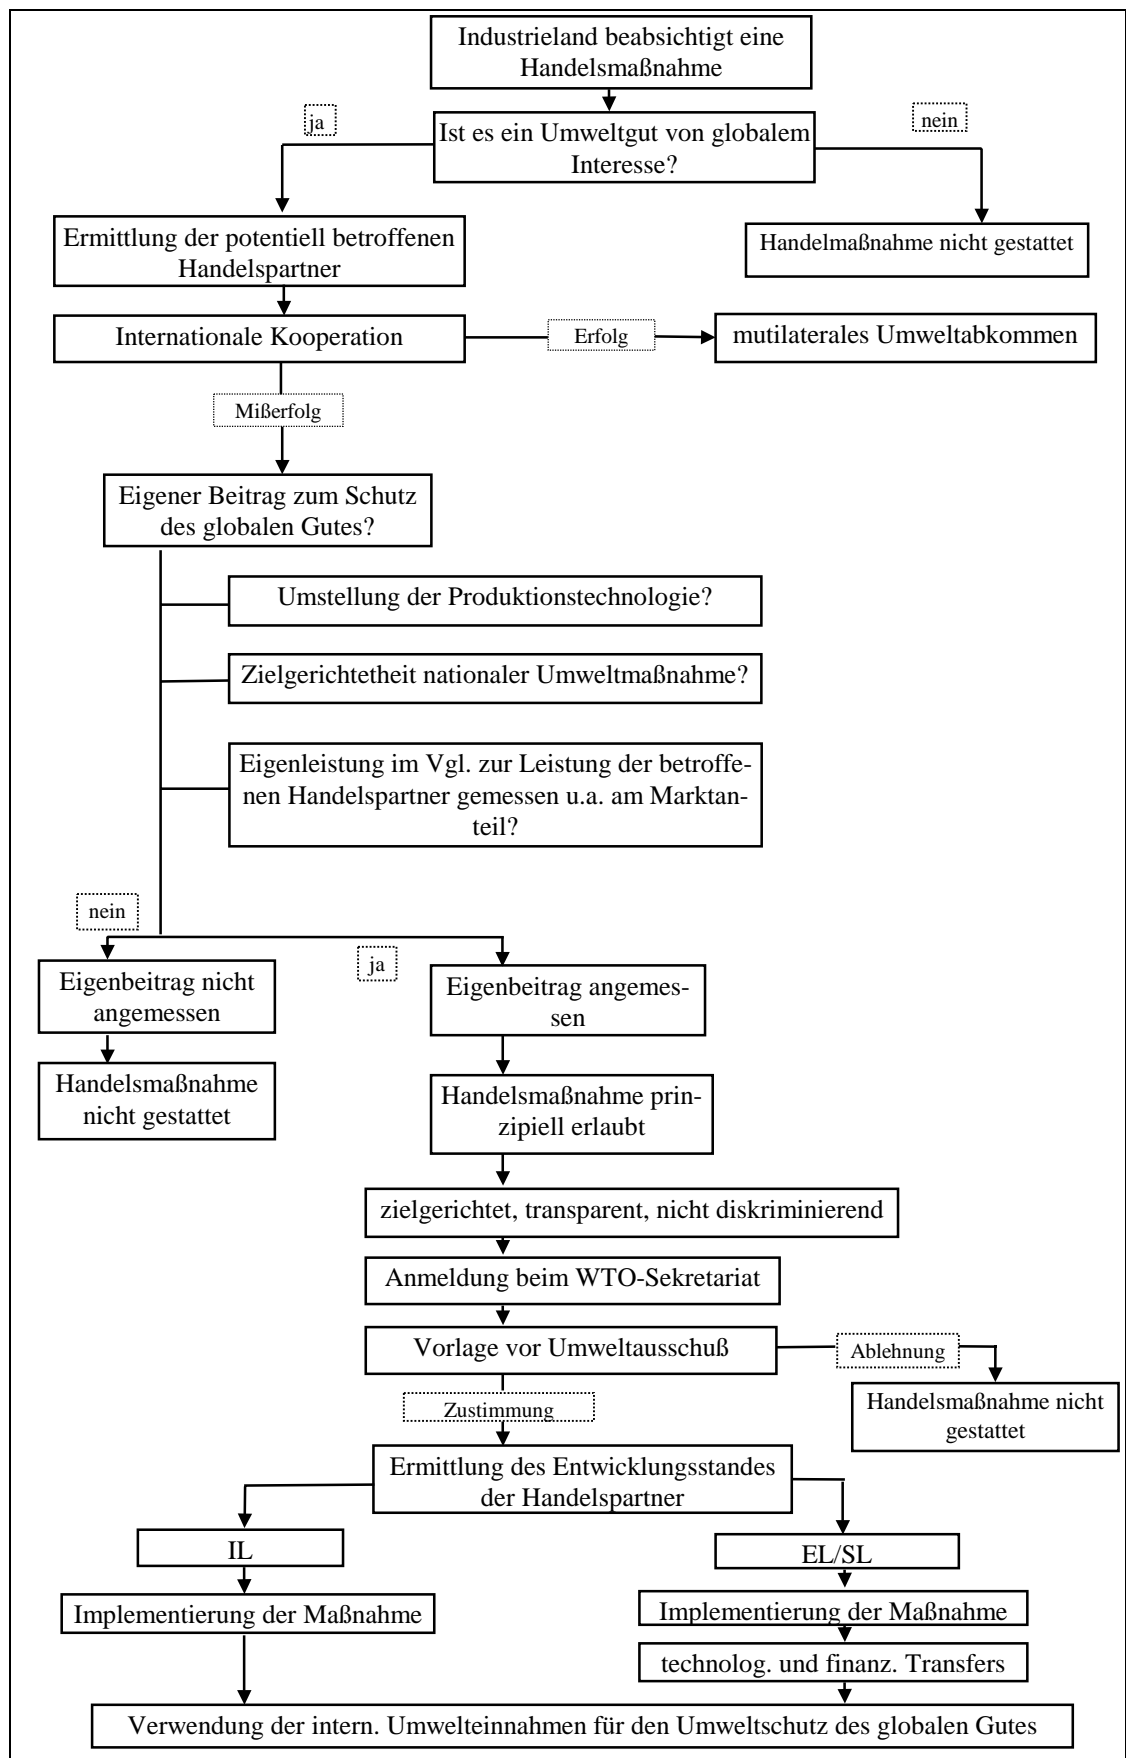 Industrieland beabsichtigt eine
Handelsmaßnahme
ja
nein
Ist es ein Umweltgut von globalem
Interesse?
Ermittlung der potentiell betroffenen
Handelspartner
Handelmaßnahme nicht gestattet
Internationale Kooperation
Erfolg
mutilaterales Umweltabkommen
Mißerfolg
Eigener Beitrag zum Schutz
des globalen Gutes?
Umstellung der Produktionstechnologie?
Zielgerichtetheit nationaler Umweltmaßnahme?
Eigenleistung im Vgl. zur Leistung der betroffe-
nen Handelspartner gemessen u.a. am Marktan-
teil?
nein
ja
Eigenbeitrag nicht
angemessen
Eigenbeitrag angemes-
sen
Handelsmaßnahme
nicht gestattet
Handelsmaßnahme prin-
zipiell erlaubt
zielgerichtet, transparent, nicht diskriminierend
Anmeldung beim WTO-Sekretariat
Vorlage vor Umweltausschuß
Ablehnung
Handelsmaßnahme nicht
gestattet
Zustimmung
Ermittlung des Entwicklungsstandes
der Handelspartner
IL
EL/SL
Implementierung der Maßnahme
Implementierung der Maßnahme
technolog. und finanz. Transfers
Verwendung der intern. Umwelteinnahmen für den Umweltschutz des globalen Gutes